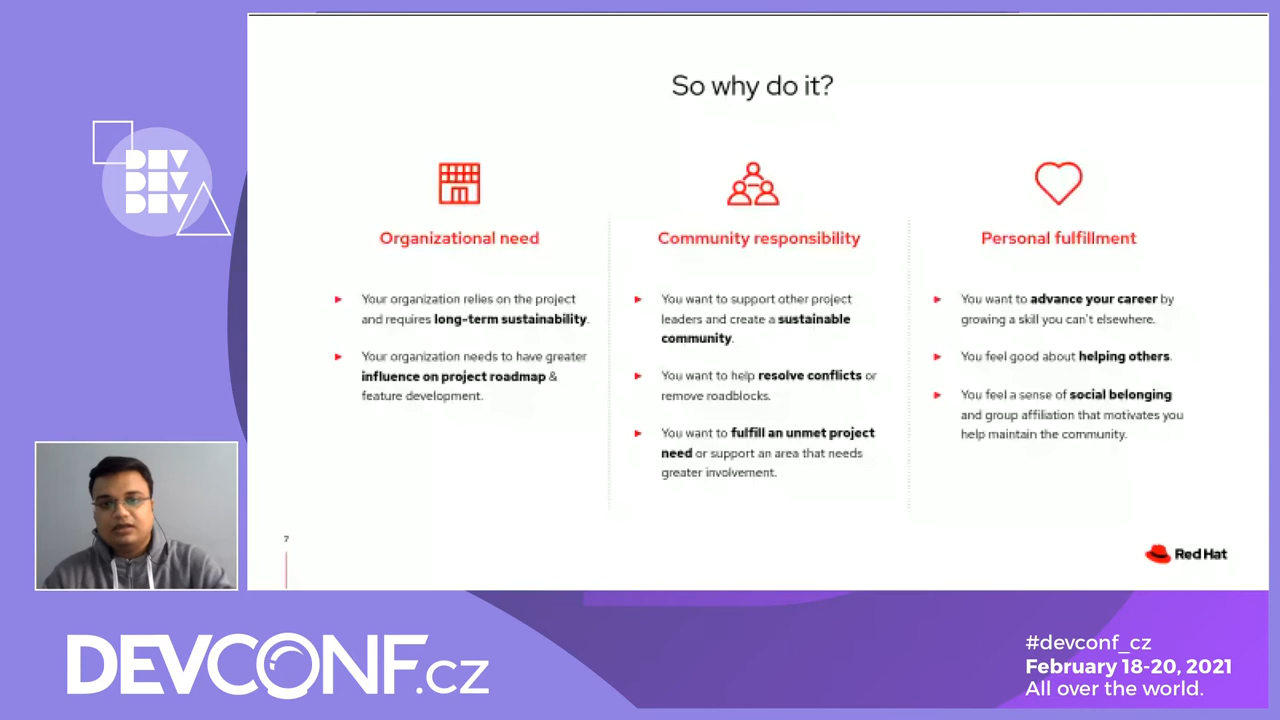 So why do it?
Organizational need
Your organization relies on the project
and requires long-term sustainability.
Your organization needs to have greater
influence on project roadmap &
feature development.
Community responsibility
You want to support other project
leaders and create a sustainable
community.
You want to help resolve conflicts or
remove roadblocks.
You want to fulfill an unmet project
need or support an area that needs
greater involvement.
Personal fulfillment
You want to advance your career by
growing a skill you can't elsewhere.
You feel good about helping others.
You feel a sense of social belonging
and group affiliation that motivates you
help maintain the community.
7
Red Hat
DEV
DEV
DEV
DEVCONF.cz
#devconf_cz
February 18-20, 2021
All over the world.